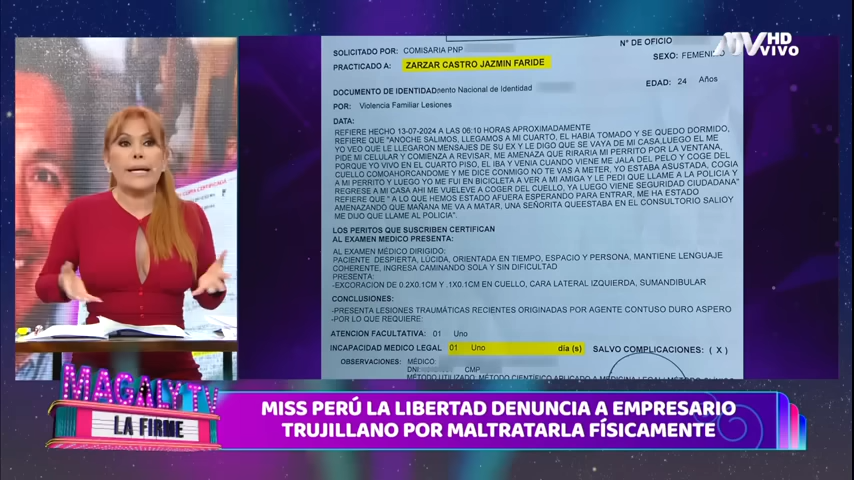 ATV HD
VIVO
SOLICITADO POR: COMISARIA PNP
N° DE OFICIO
PRACTICADO A: ZARZAR CASTRO JAZMIN FARIDE
SEXO: FEMENINO
DOCUMENTO DE IDENTIDAD nento Nacional de Identidad
EDAD: 24 Años
POR: Violencia Familiar Lesiones
DATA:
REFIERE HECHO 13-07-2024 A LAS 06:10 HORAS APROXIMADAMENTE
REFIERE QUE "ANOCHE SALIMOS, LLEGAMOS A MI CUARTO, EL HABIA TOMADO Y SE QUEDO DORMIDO,
YO VEO QUE LE LLEGARON MENSAJES DE SU EX Y LE DIGO QUE SE VAYA DE MI CASA,LUEGO EL ME
PIDE MI CELULAR Y COMIENZA A REVISAR, ME AMENAZA QUE RIRARIA MI PERRITO POR LA VENTANA,
PORQUE YO VIVO EN EL CUARTO PISO, EL IBA Y VENIA CUANDO VIENE ME JALA DEL PELO Y COGE DEL
CUELLO COMOAHORCANDOME Y ME DICE CONMIGO NO TE VAS A METER, YO ESTABA ASUSTADA, COGIA
A MI PERRITO Y LUEGO YO ME FUI EN BICICLETA A VER A MI AMIGA Y LE PEDI QUE LLAME A LA POLICIA Y
REGRESE A MI CASA AHI ME VUELEVE A COGER DEL CUELLO, YA LUEGO VIENE SEGURIDAD CIUDADANA"
REFIERE QUE " A LO QUE HEMOS ESTADO AFUERA ESPERANDO PARA ENTRAR, ME HA ESTADO
AMENAZANDO QUE MAÑANA ME VA A MATAR, UNA SEÑORITA QUEESTABA EN EL CONSULTORIO SALIOY
ME DIJO QUE LLAME AL POLICIA".
LOS PERITOS QUE SUSCRIBEN CERTIFICAN
AL EXAMEN MÉDICO PRESENTA:
AL EXAMEN MÉDICO DIRIGIDO:
PACIENTE DESPIERTA, LÚCIDA, ORIENTADA EN TIEMPO, ESPACIO Y PERSONA, MANTIENE LENGUAJE
COHERENTE, INGRESA CAMINANDO SOLA Y SIN DIFICULTAD
PRESENTA:
-EXCORACION DE 0.2X0.1CM Y .1X0.1CM EN CUELLO, CARA LATERAL IZQUIERDA, SUMANDIBULAR
CONCLUSIONES:
-PRESENTA LESIONES TRAUMÁTICAS RECIENTES ORIGINADAS POR AGENTE CONTUSO DURO ASPERO
-POR LO QUE REQUIERE:
ATENCIÓN FACULTATIVA: 01 Uno
INCAPACIDAD MEDICO LEGAL 01 Uno día (s) SALVO COMPLICACIONES: ( X )
OBSERVACIONES: MÉDICO:
DNI CMP.
MÉTODO UTILIZADO: MÉTODO CIENTÍFICO APLICADO A MEDICINA LEGAL
MAGALY TV
LA FIRME
MISS PERÚ LA LIBERTAD DENUNCIA A EMPRESARIO
TRUJILLANO POR MALTRATARLA FÍSICAMENTE